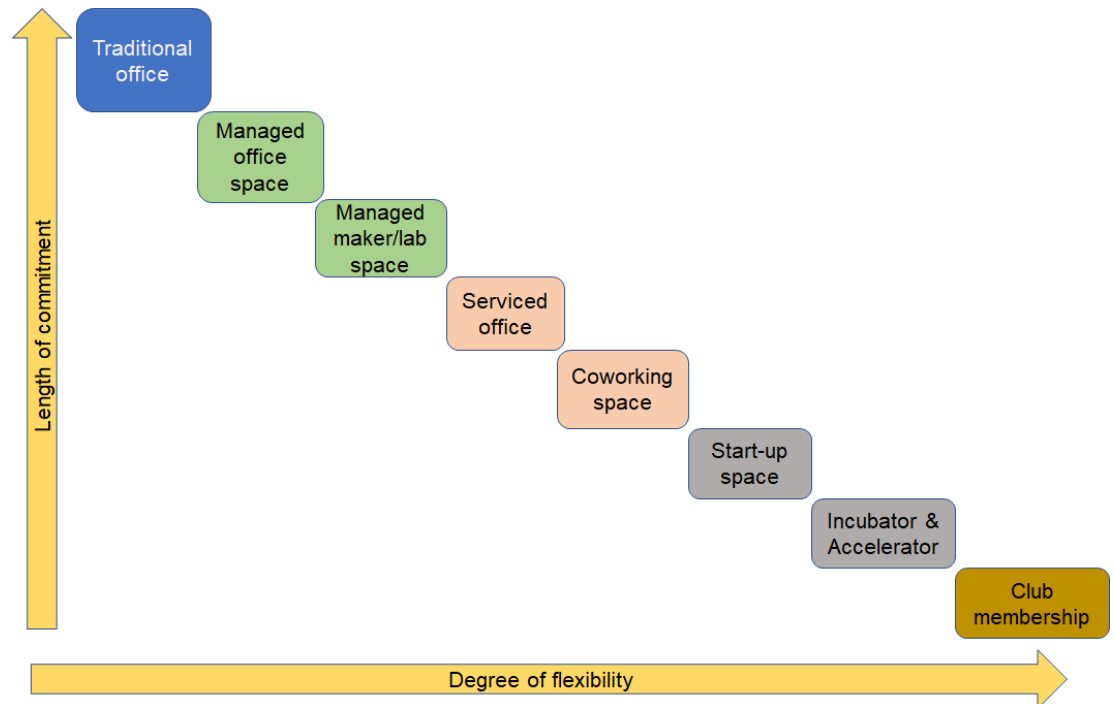 Traditional
office
Managed
office
space
Managed
maker/lab
space
Serviced
office
Coworking
space
Start-up
space
Incubator &
Accelerator
Club
membership
Length of commitment
Degree of flexibility